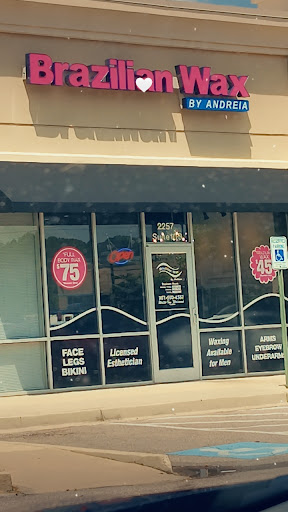 Brazilian Wax
BY ANDREIA
2257
FULL
BODY WAX
$75
Open
45
FACE
LEGS
BIKINI
Licensed
Esthetician
Waxing
Available
for Men
ARMS
EYEBROW
UNDERARM